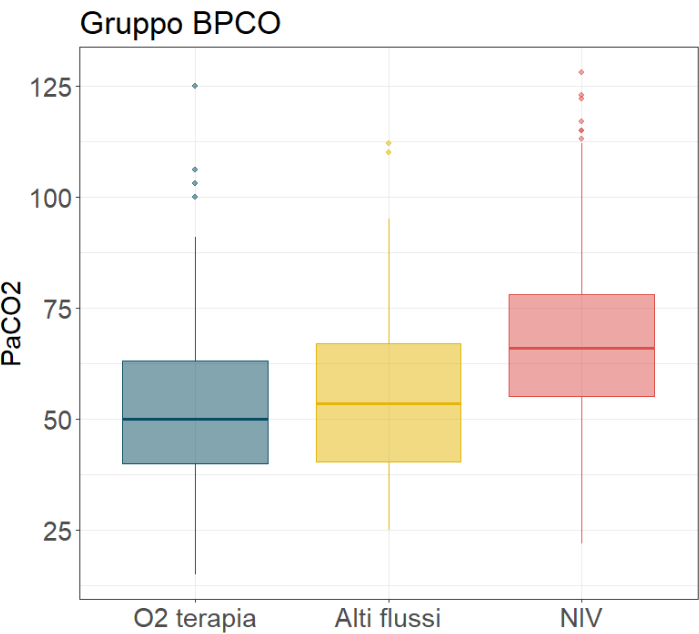 Gruppo BPCO
PaCO2
125
100
75
50
25
O2 terapia
Alti flussi
NIV